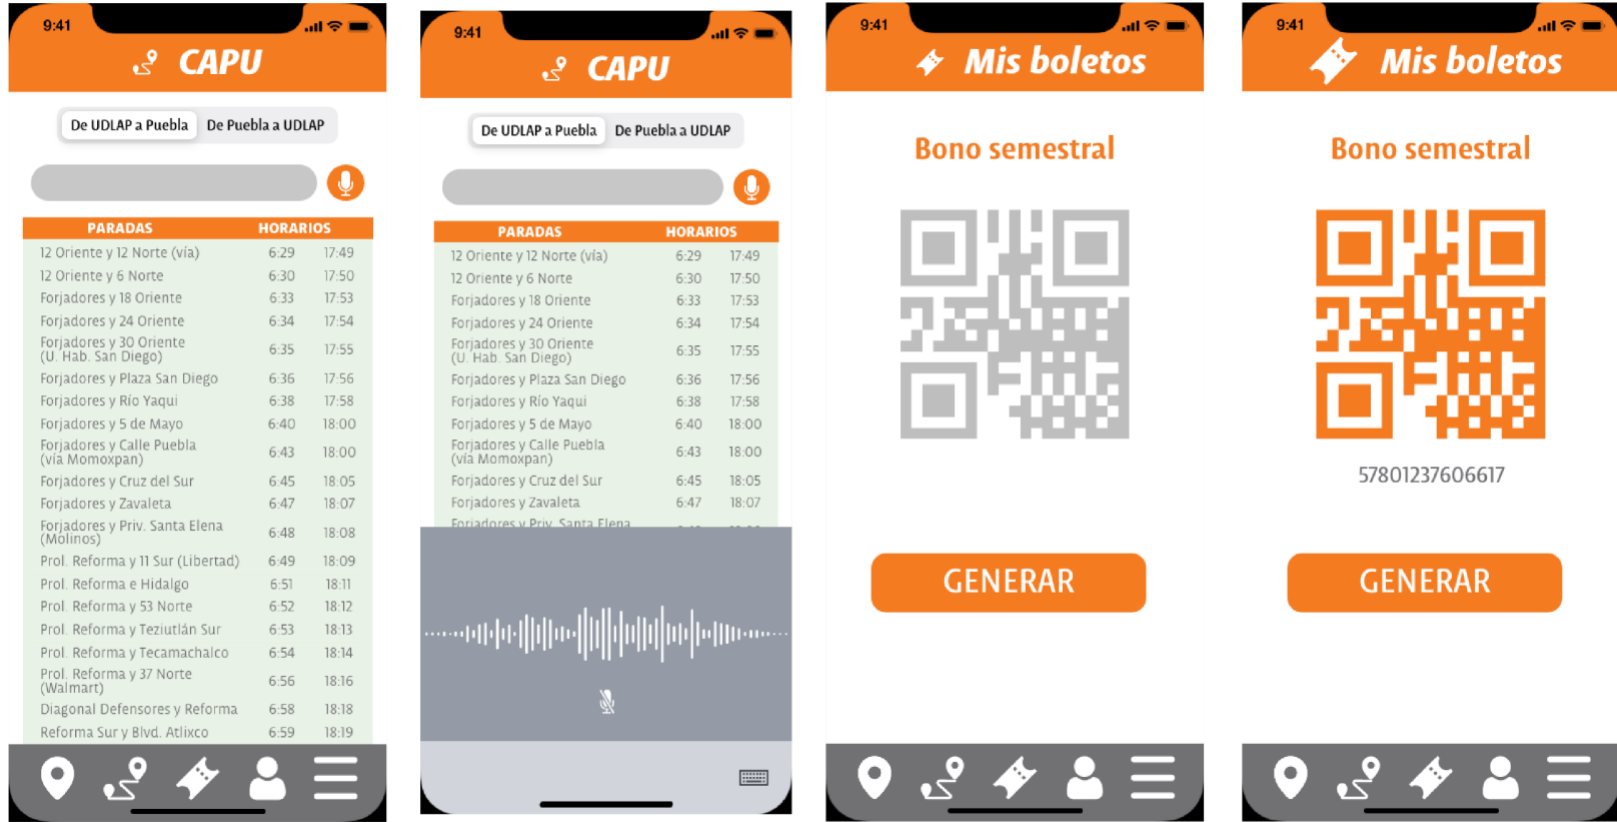 9:41
CAPU
De UDLAP a Puebla De Puebla a UDLAP
PARADAS HORARIOS
12 Oriente y 12 Norte (vía) 6:29 17:49
12 Oriente y 6 Norte 6:30 17:50
Forjadores y 18 Oriente 6:33 17:53
Forjadores y 24 Oriente 6:34 17:54
Forjadores y 30 Oriente
(U. Hab. San Diego) 6:35 17:55
Forjadores y Plaza San Diego 6:36 17:56
Forjadores y Río Yaqui 6:38 17:58
Forjadores y 5 de Mayo 6:40 18:00
Forjadores y Calle Puebla
(vía Momoxpan) 6:43 18:00
Forjadores y Cruz del Sur 6:45 18:05
Forjadores y Zavaleta 6:47 18:07
Forjadores y Priv. Santa Elena
(Molinos) 6:48 18:08
Prol. Reforma y 11 Sur (Libertad) 6:49 18:09
Prol. Reforma e Hidalgo 6:51 18:11
Prol. Reforma y 53 Norte 6:52 18:12
Prol. Reforma y Teziutlán Sur 6:53 18:13
Prol. Reforma y Tecamachalco 6:54 18:14
Prol. Reforma y 37 Norte
(Walmart) 6:56 18:16
Diagonal Defensores y Reforma 6:58 18:18
Reforma Sur y Blvd. Atlixco 6:59 18:19
9:41
CAPU
De UDLAP a Puebla De Puebla a UDLAP
PARADAS HORARIOS
12 Oriente y 12 Norte (vía) 6:29 17:49
12 Oriente y 6 Norte 6:30 17:50
Forjadores y 18 Oriente 6:33 17:53
Forjadores y 24 Oriente 6:34 17:54
Forjadores y 30 Oriente
(U. Hab. San Diego) 6:35 17:55
Forjadores y Plaza San Diego 6:36 17:56
Forjadores y Río Yaqui 6:38 17:58
Forjadores y 5 de Mayo 6:40 18:00
Forjadores y Calle Puebla
(vía Momoxpan) 6:43 18:00
Forjadores y Cruz del Sur 6:45 18:05
Forjadores y Zavaleta 6:47 18:07
Forjadores y Priv. Santa Elena
9:41
Mis boletos
Bono semestral
GENERAR
9:41
Mis boletos
Bono semestral
57801237606617
GENERAR